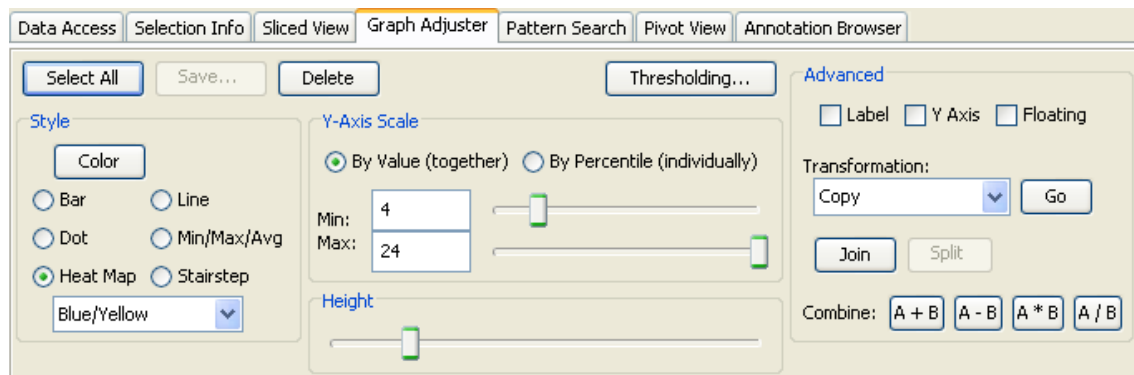 Data Access Selection Info Sliced View Graph Adjuster Pattern Search Pivot View Annotation Browser
Select All Save... Delete Thresholding...
Style
Color
Bar Line
Dot Min/Max/Avg
Heat Map Stairstep
Blue/Yellow
Y-Axis Scale
By Value (together) By Percentile (individually)
Min: 4
Max: 24
Height
Advanced
Label Y Axis Floating
Transformation:
Copy Go
Join Split
Combine: A + B A - B A * B A / B